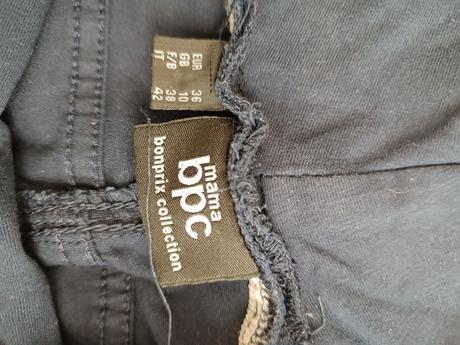 EUR 36
GB 10
F/B 38
IT 42
mama
bpc
bonprix collection